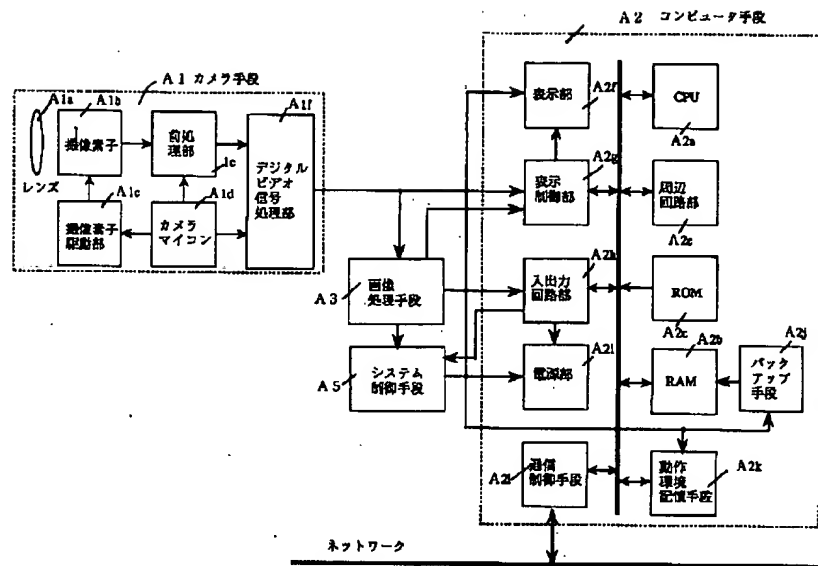 A2 コンピュータ手段
A1 カメラ手段
A1a
A1b
A1f
レンズ
撮像素子
前処
理部
1c
A1c
A1d
撮像素子
駆動部
カメラ
マイコン
デジタル
ビデオ
信号
処理部
表示部
A2f
CPU
A2a
表示
制御部
A2g
周辺
回路部
A2e
A3
画像
処理手段
入出力
回路部
A2h
ROM
A2c
A5
システム
制御手段
電源部
A2i
A2b
RAM
A2j
バック
アップ
手段
A2l
通信
制御手段
動作
環境
記憶手段
A2k
ネットワーク